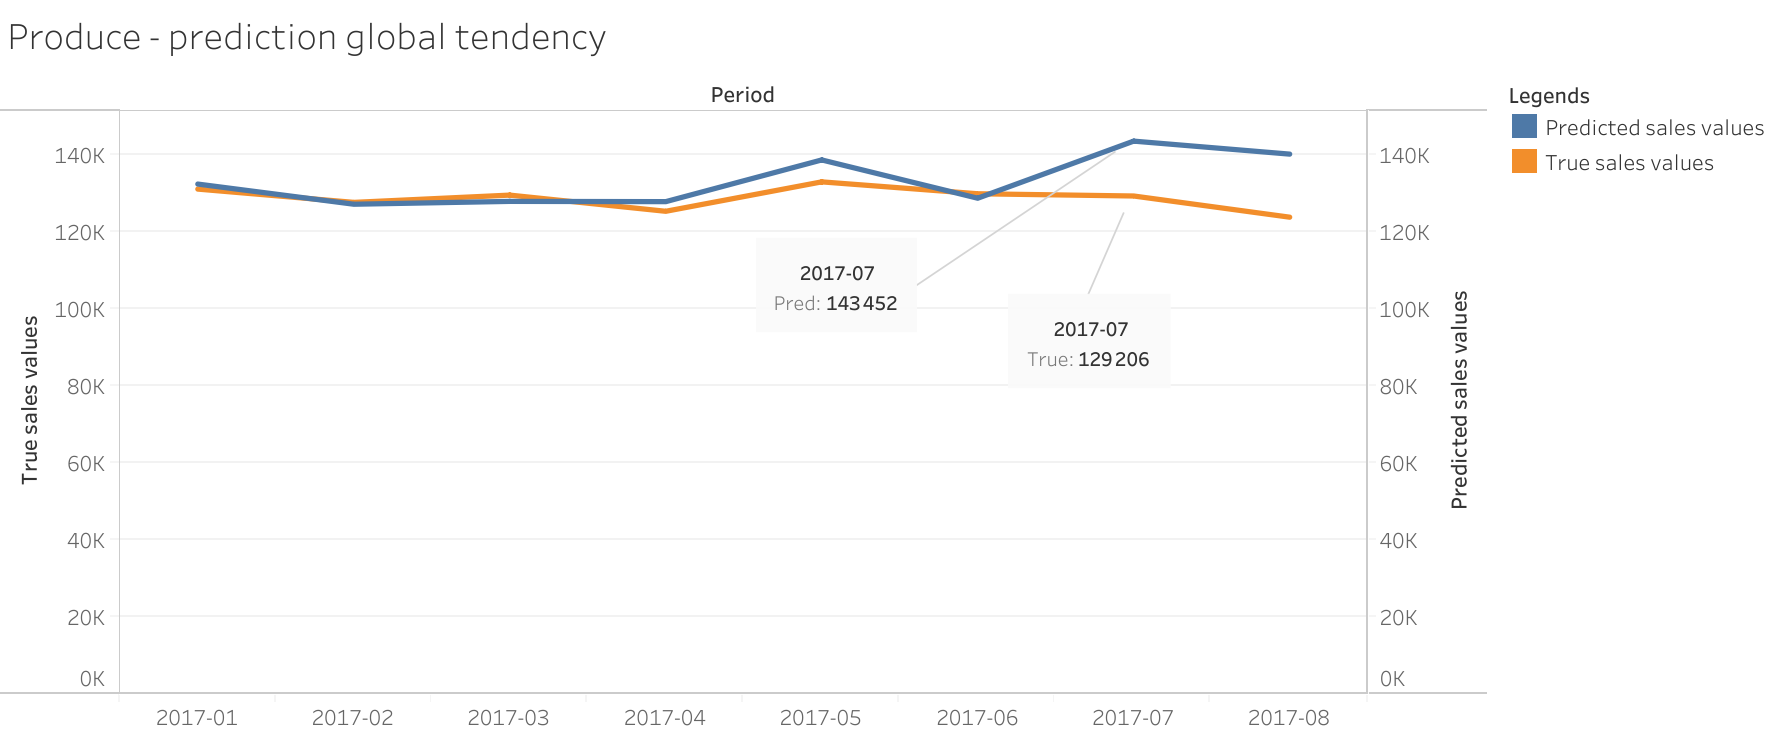 Produce - prediction global tendency
Period
Legends
Predicted sales values
True sales values
True sales values
140K
120K
100K
80K
60K
40K
20K
0K
2017-07
Pred: 143 452
2017-07
True: 129 206
140K
120K
100K
80K
60K
40K
20K
0K
Predicted sales values
2017-01
2017-02
2017-03
2017-04
2017-05
2017-06
2017-07
2017-08